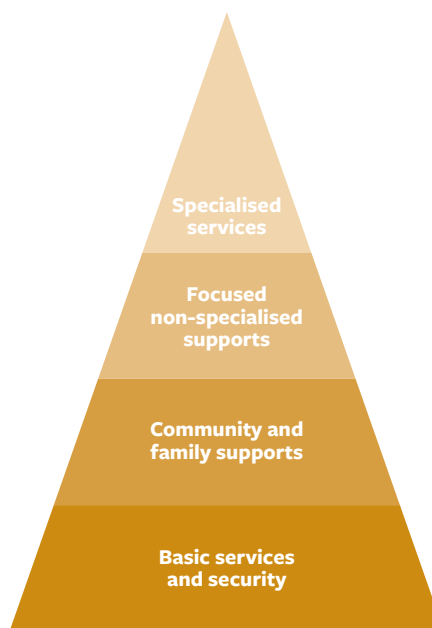 Specialised
services
Focused
non-specialised
supports
Community and
family supports
Basic services
and security